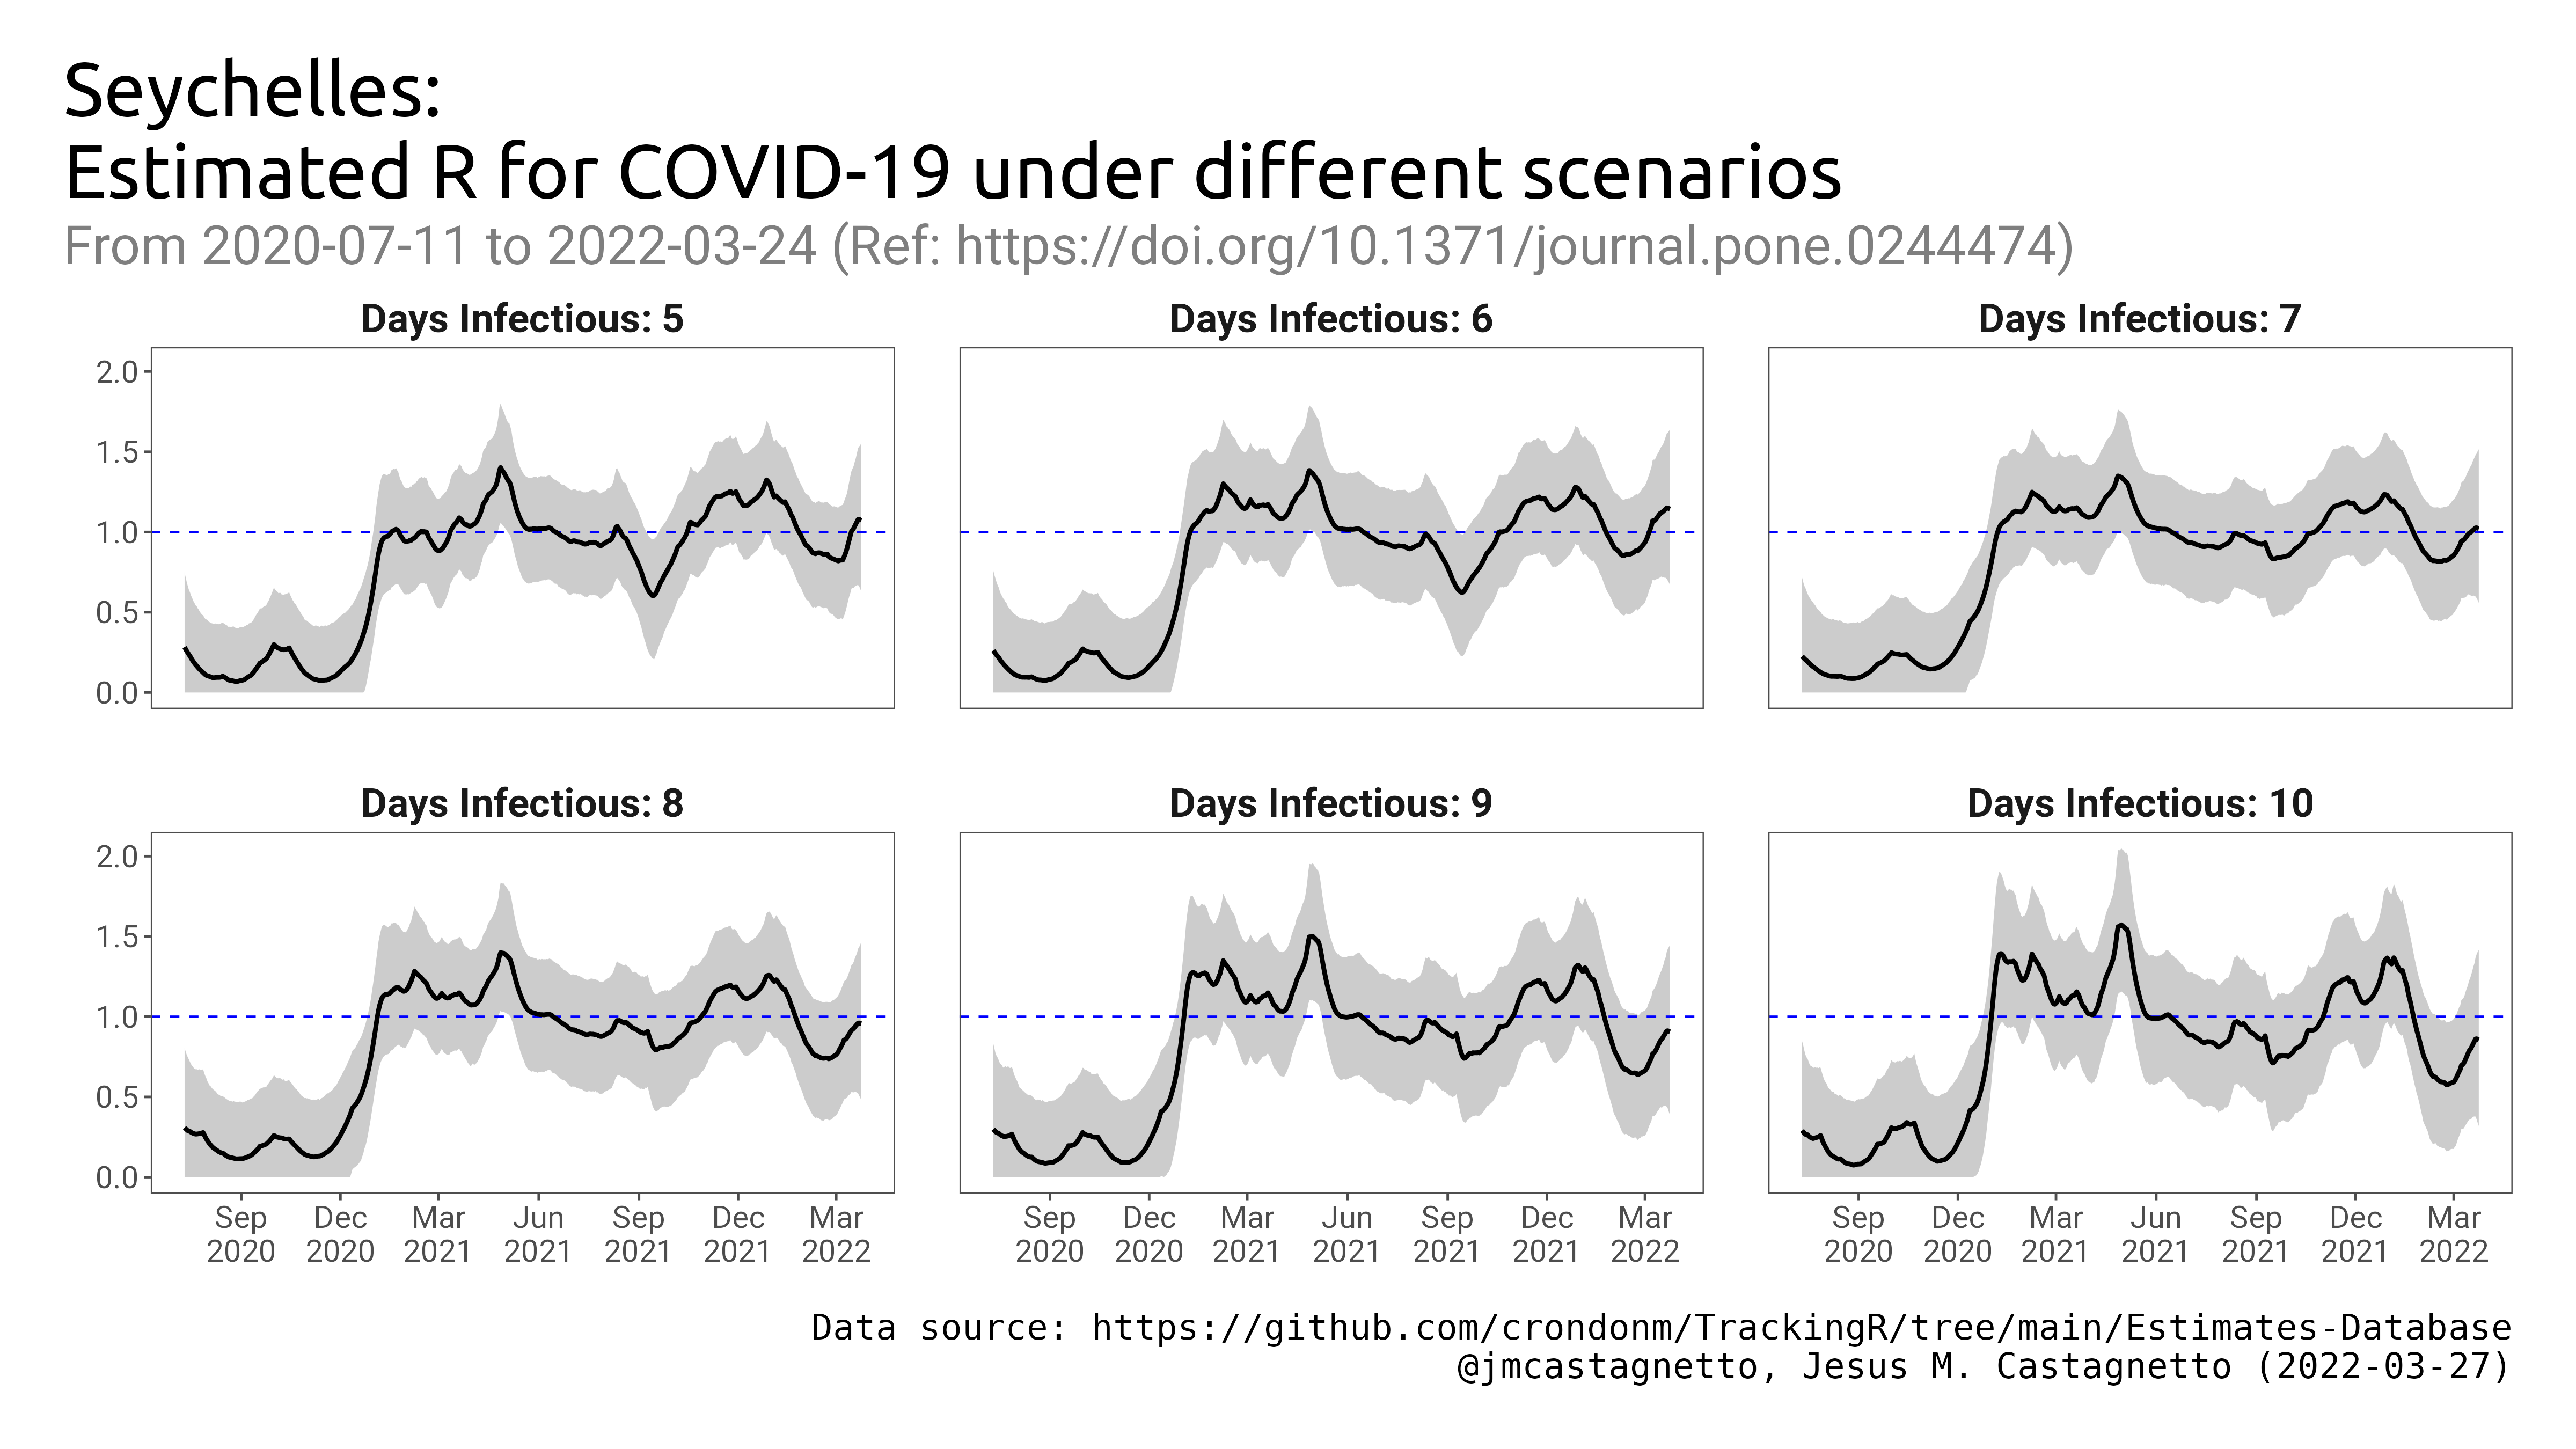 Seychelles:
Estimated R for COVID-19 under different scenarios
From 2020-07-11 to 2022-03-24 (Ref: https://doi.org/10.1371/journal.pone.0244474)
Days Infectious: 5
Days Infectious: 6
Days Infectious: 7
2.0
1.5
1.0
0.5
0.0
Days Infectious: 8
Days Infectious: 9
Days Infectious: 10
2.0
1.5
1.0
0.5
0.0
Sep Dec Mar Jun Sep Dec Mar
2020 2020 2021 2021 2021 2021 2022
Sep Dec Mar Jun Sep Dec Mar
2020 2020 2021 2021 2021 2021 2022
Sep Dec Mar Jun Sep Dec Mar
2020 2020 2021 2021 2021 2021 2022
Data source: https://github.com/crondonm/TrackingR/tree/main/Estimates-Database
@jmcastagnetto, Jesus M. Castagnetto (2022-03-27)